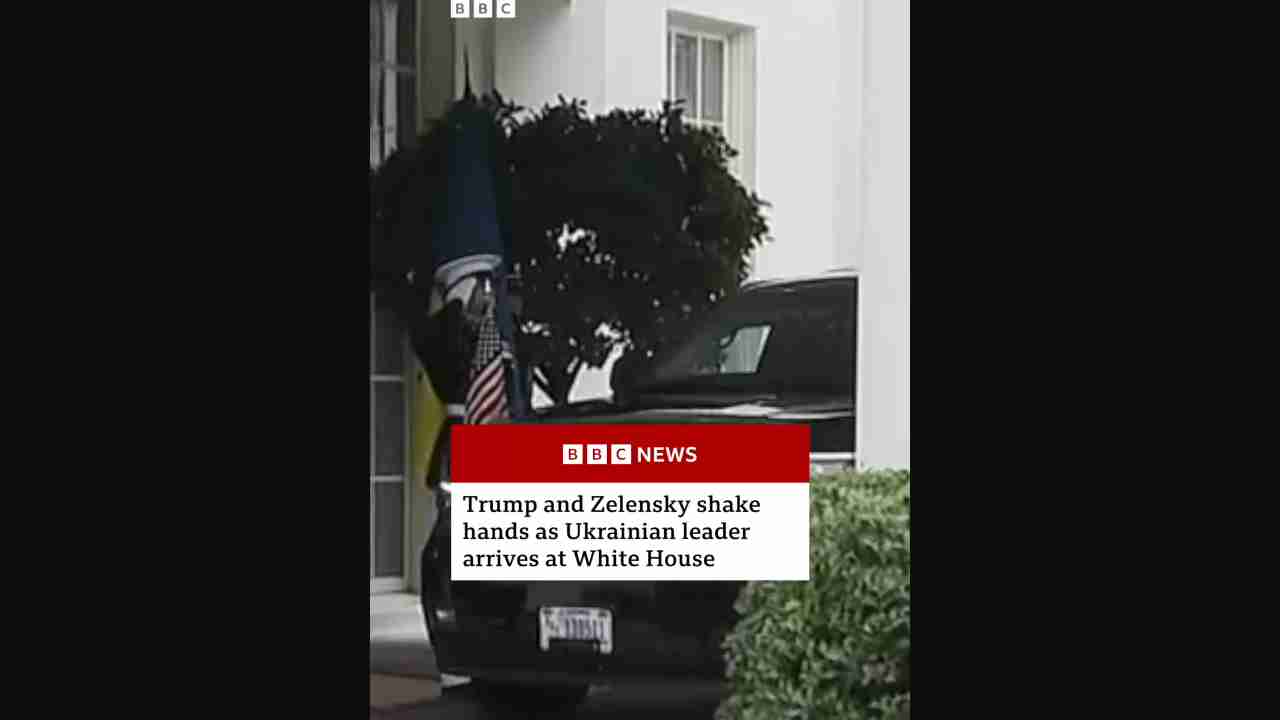 BBC
BBC NEWS
Trump and Zelensky shake
hands as Ukrainian leader
arrives at White House